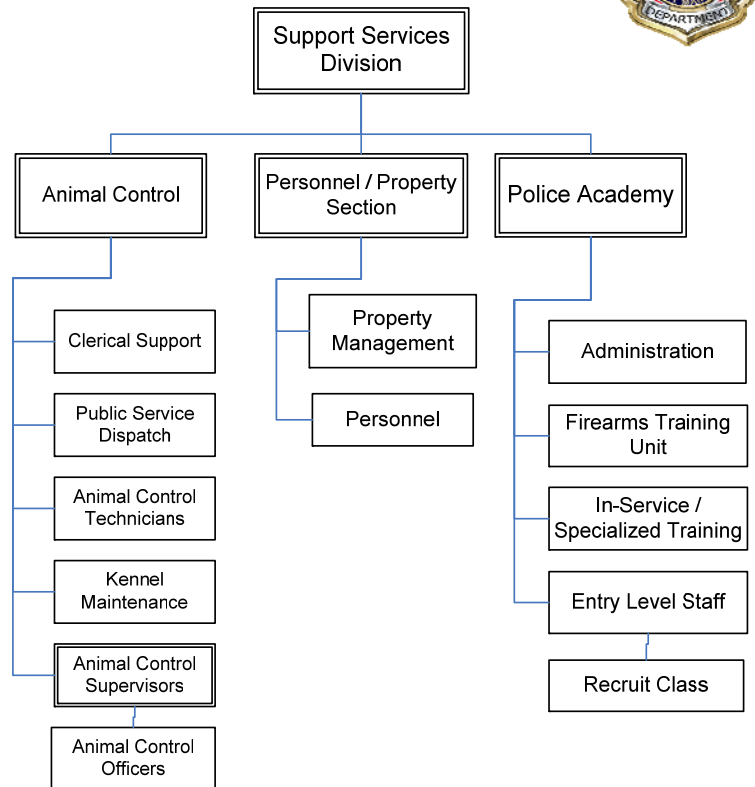 DEPARTMENT
Support Services
Division
Animal Control
Personnel / Property
Section
Police Academy
Clerical Support
Public Service
Dispatch
Animal Control
Technicians
Kennel
Maintenance
Animal Control
Supervisors
Animal Control
Officers
Property
Management
Personnel
Administration
Firearms Training
Unit
In-Service /
Specialized Training
Entry Level Staff
Recruit Class